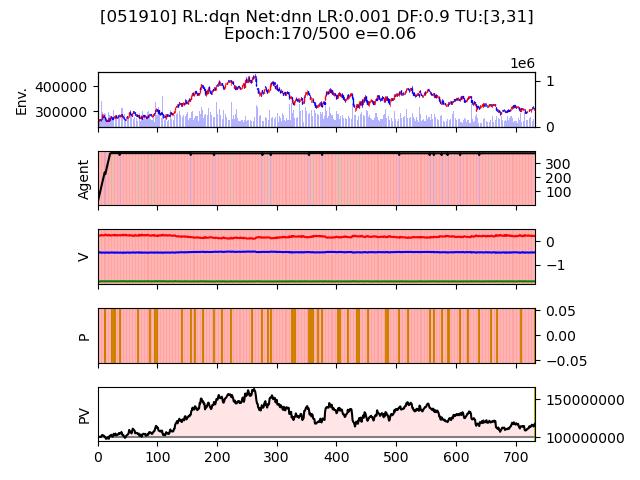 [051910] RL:dqn Net:dnn LR:0.001 DF:0.9 TU:[3,31]
Epoch:170/500 e=0.06
1e6
Env.
400000
300000
1
0
Agent
300
200
100
V
0
−1
P
0.05
0.00
−0.05
PV
150000000
100000000
0 100 200 300 400 500 600 700